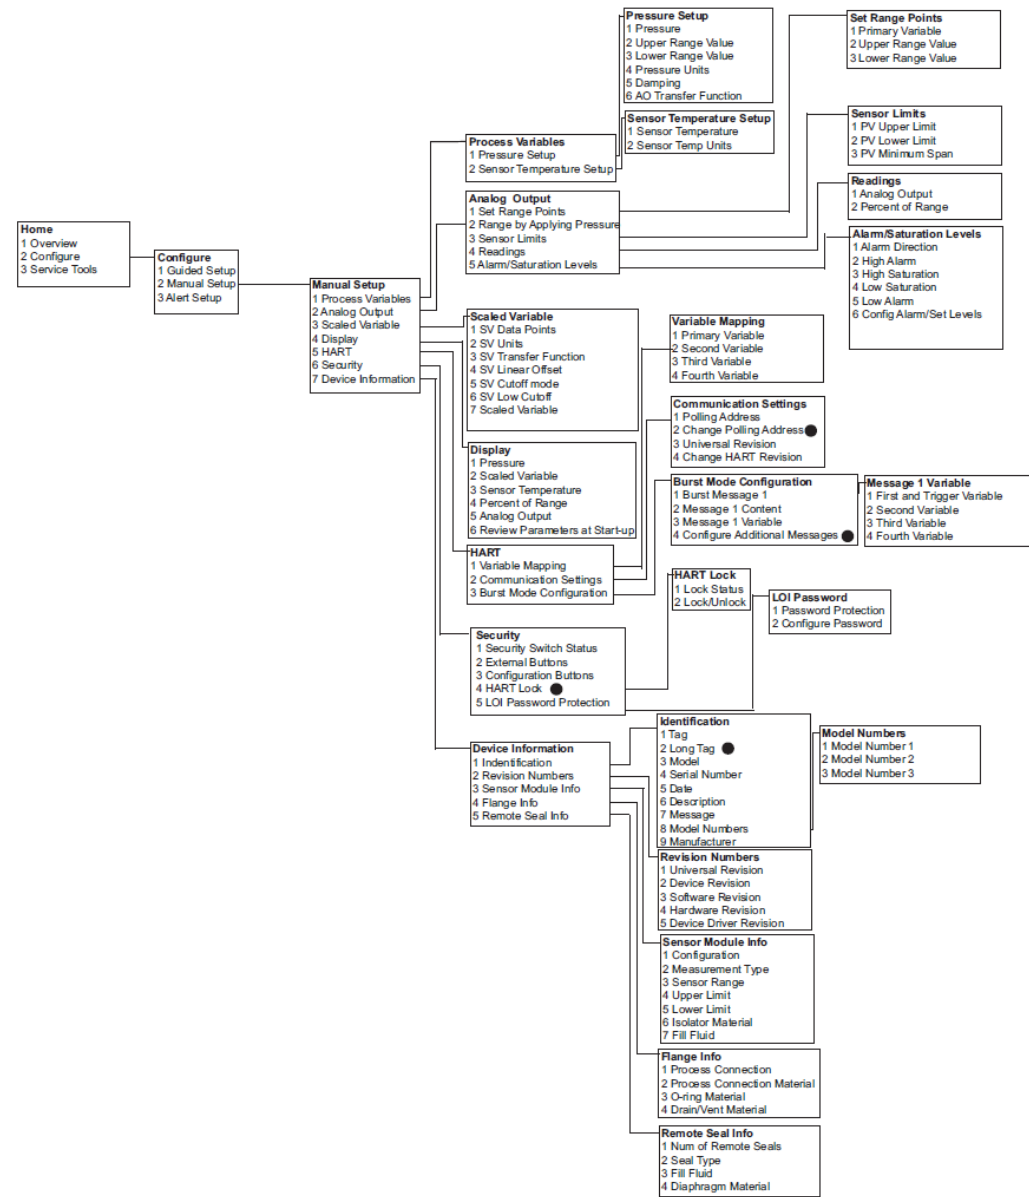 Home
1 Overview
2 Configure
3 Service Tools
Configure
1 Guided Setup
2 Manual Setup
3 Alert Setup
Manual Setup
1 Process Variables
2 Analog Output
3 Scaled Variable
4 Display
5 HART
6 Security
7 Device Information
Process Variables
1 Pressure Setup
2 Sensor Temperature Setup
Pressure Setup
1 Pressure
2 Upper Range Value
3 Lower Range Value
4 Pressure Units
5 Damping
6 AO Transfer Function
Sensor Temperature Setup
1 Sensor Temperature
2 Sensor Temp Units
Analog Output
1 Set Range Points
2 Range by Applying Pressure
3 Sensor Limits
4 Readings
5 Alarm/Saturation Levels
Set Range Points
1 Primary Variable
2 Upper Range Value
3 Lower Range Value
Sensor Limits
1 PV Upper Limit
2 PV Lower Limit
3 PV Minimum Span
Readings
1 Analog Output
2 Percent of Range
Alarm/Saturation Levels
1 Alarm Direction
2 High Alarm
3 High Saturation
4 Low Saturation
5 Low Alarm
6 Config Alarm/Set Levels
Scaled Variable
1 SV Data Points
2 SV Units
3 SV Transfer Function
4 SV Linear Offset
5 SV Cutoff mode
6 SV Low Cutoff
7 Scaled Variable
Display
1 Pressure
2 Scaled Variable
3 Sensor Temperature
4 Percent of Range
5 Analog Output
6 Review Parameters at Start-up
HART
1 Variable Mapping
2 Communication Settings
3 Burst Mode Configuration
Variable Mapping
1 Primary Variable
2 Second Variable
3 Third Variable
4 Fourth Variable
Communication Settings
1 Polling Address
2 Change Polling Address
3 Universal Revision
4 Change HART Revision
Burst Mode Configuration
1 Burst Message 1
2 Message 1 Content
3 Message 1 Variable
4 Configure Additional Messages
Message 1 Variable
1 First and Trigger Variable
2 Second Variable
3 Third Variable
4 Fourth Variable
Security
1 Security Switch Status
2 External Buttons
3 Configuration Buttons
4 HART Lock
5 LOI Password Protection
HART Lock
1 Lock Status
2 Lock/Unlock
LOI Password
1 Password Protection
2 Configure Password
Device Information
1 Indentification
2 Revision Numbers
3 Sensor Module Info
4 Flange Info
5 Remote Seal Info
Identification
1 Tag
2 Long Tag
3 Model
4 Serial Number
5 Date
6 Description
7 Message
8 Model Numbers
9 Manufacturer
Model Numbers
1 Model Number 1
2 Model Number 2
3 Model Number 3
Revision Numbers
1 Universal Revision
2 Device Revision
3 Software Revision
4 Hardware Revision
5 Device Driver Revision
Sensor Module Info
1 Configuration
2 Measurement Type
3 Sensor Range
4 Upper Limit
5 Lower Limit
6 Isolator Material
7 Fill Fluid
Flange Info
1 Process Connection
2 Process Connection Material
3 O-ring Material
4 Drain/Vent Material
Remote Seal Info
1 Num of Remote Seals
2 Seal Type
3 Fill Fluid
4 Diaphragm Material